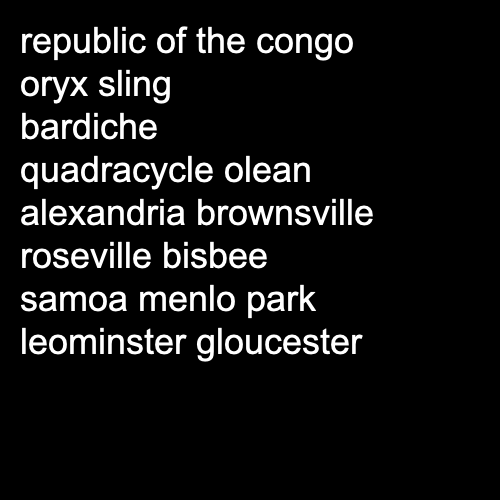 republic of the congo
oryx sling
bardiche
quadracycle olean
alexandria brownsville
roseville bisbee
samoa menlo park
leominster gloucester